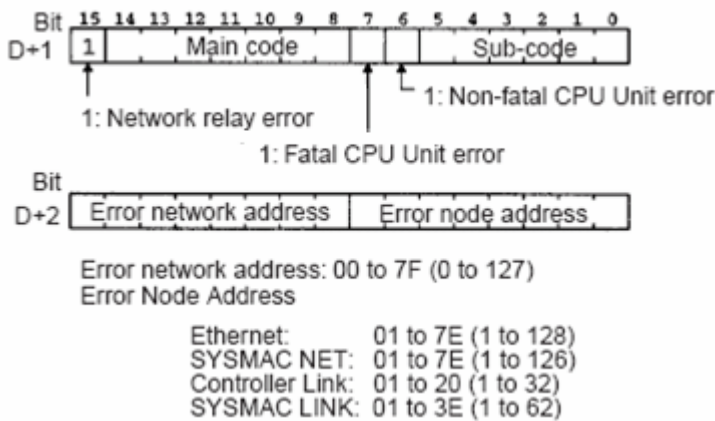 Bit 15 14 13 12 11 10 9 8 7 6 5 4 3 2 1 0
D+1 1 Main code Sub-code
1: Non-fatal CPU Unit error
1: Network relay error
1: Fatal CPU Unit error
Bit
D+2 Error network address Error node address
Error network address: 00 to 7F (0 to 127)
Error Node Address
Ethernet: 01 to 7E (1 to 128)
SYSMAC NET: 01 to 7E (1 to 126)
Controller Link: 01 to 20 (1 to 32)
SYSMAC LINK: 01 to 3E (1 to 62)